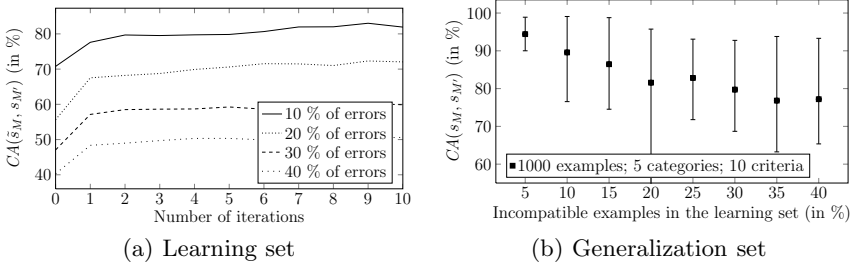 80
70
60
50
40
CA(s̃_M, s_M′) (in %)
10 % of errors
20 % of errors
30 % of errors
40 % of errors
0 1 2 3 4 5 6 7 8 9 10
Number of iterations
(a) Learning set
100
90
80
70
60
CA(s_M, s_M′) (in %)
1000 examples; 5 categories; 10 criteria
5 10 15 20 25 30 35 40
Incompatible examples in the learning set (in %)
(b) Generalization set